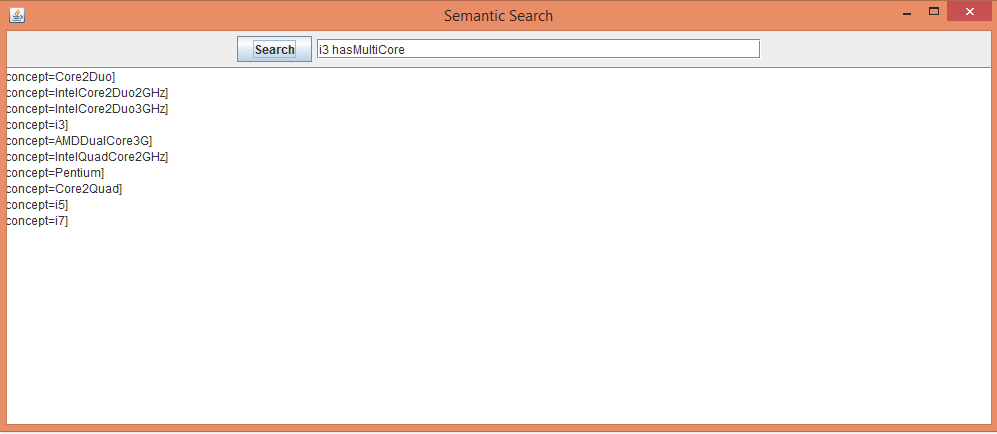 Semantic Search
Search i3 hasMultiCore
concept=Core2Duo]
concept=IntelCore2Duo2GHz]
concept=IntelCore2Duo3GHz]
concept=i3]
concept=AMDDualCore3G]
concept=IntelQuadCore2GHz]
concept=Pentium]
concept=Core2Quad]
concept=i5]
concept=i7]